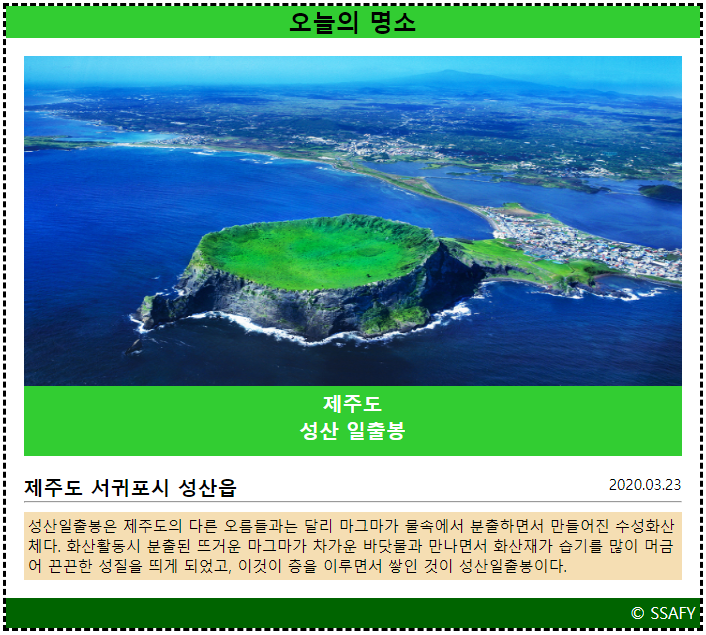 오늘의 명소
제주도
성산 일출봉
제주도 서귀포시 성산읍
2020.03.23
성산일출봉은 제주도의 다른 오름들과는 달리 마그마가 물속에서 분출하면서 만들어진 수성화산
체다. 화산활동시 분출된 뜨거운 마그마가 차가운 바닷물과 만나면서 화산재가 습기를 많이 머금
어 끈끈한 성질을 띄게 되었고, 이것이 층을 이루면서 쌓인 것이 성산일출봉이다.
© SSAFY